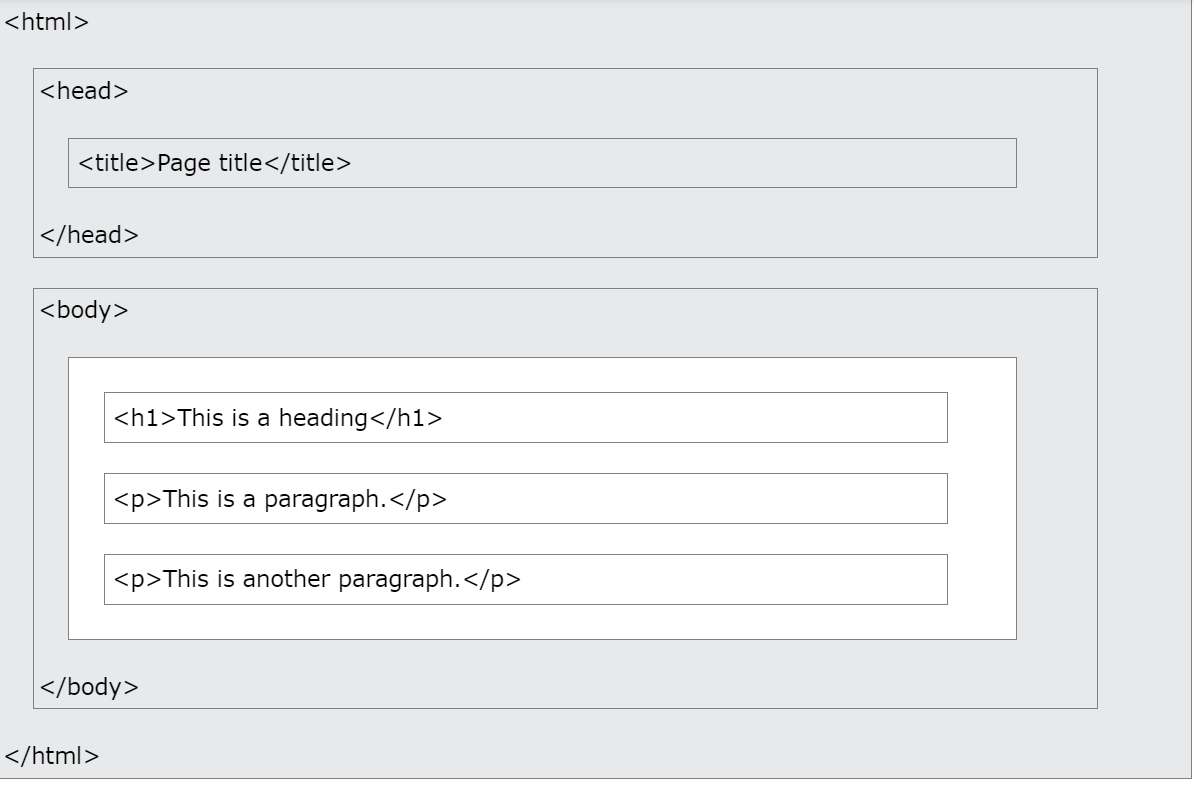 <html>
<head>
<title>Page title</title>
</head>
<body>
<h1>This is a heading</h1>
<p>This is a paragraph.</p>
<p>This is another paragraph.</p>
</body>
</html>